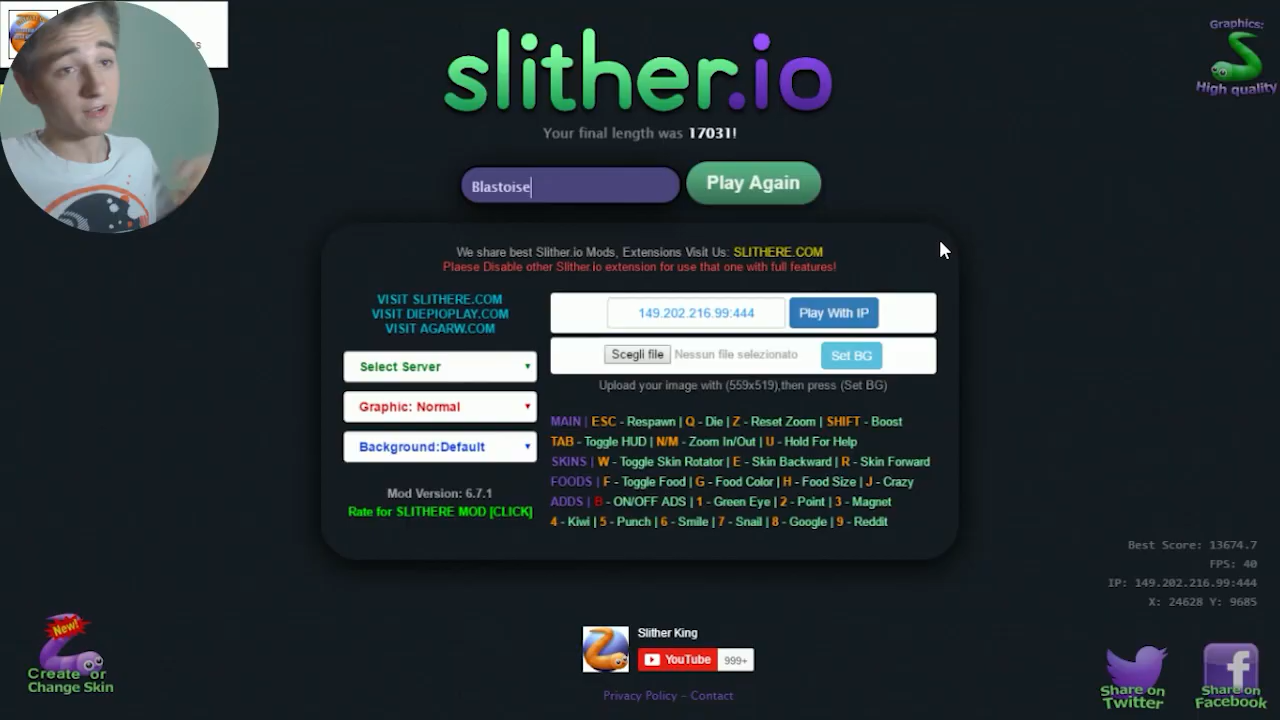 Graphics:
High quality
slither.io
Your final length was 17031!
Blastoise
Play Again
We share best Slither.io Mods, Extensions Visit Us: SLITHERE.COM
Plaese Disable other Slither.io extension for use that one with full features!
VISIT SLITHERE.COM
VISIT DIEPIOPLAY.COM
VISIT AGARW.COM
149.202.216.99:444 Play With IP
Scegli file Nessun file selezionato Set BG
Upload your image with (559x519),then press (Set BG)
Select Server
Graphic: Normal
Background:Default
Mod Version: 6.7.1
Rate for SLITHERE MOD [CLICK]
MAIN | ESC - Respawn | Q - Die | Z - Reset Zoom | SHIFT - Boost
TAB - Toggle HUD | N/M - Zoom In/Out | U - Hold For Help
SKINS | W - Toggle Skin Rotator | E - Skin Backward | R - Skin Forward
FOODS | F - Toggle Food | G - Food Color | H - Food Size | J - Crazy
ADDS | B - ON/OFF ADS | 1 - Green Eye | 2 - Point | 3 - Magnet
4 - Kiwi | 5 - Punch | 6 - Smile | 7 - Snail | 8 - Google | 9 - Reddit
Best Score: 13674.7
FPS: 40
IP: 149.202.216.99:444
X: 24628 Y: 9685
New!
Create or
Change Skin
Slither King
YouTube 999+
Privacy Policy - Contact
Share on
Twitter
Share on
Facebook